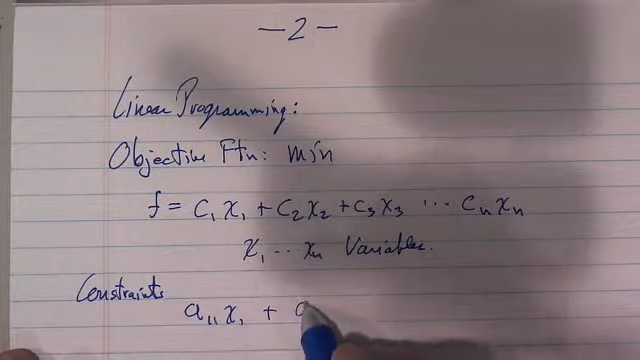 -2-
Linear Programming:
Objective Ftn: min
f = c₁x₁ + c₂x₂ + c₃x₃ ... cₙxₙ
x₁ ... xₙ Variables.
Constraints
a₁₁x₁ +